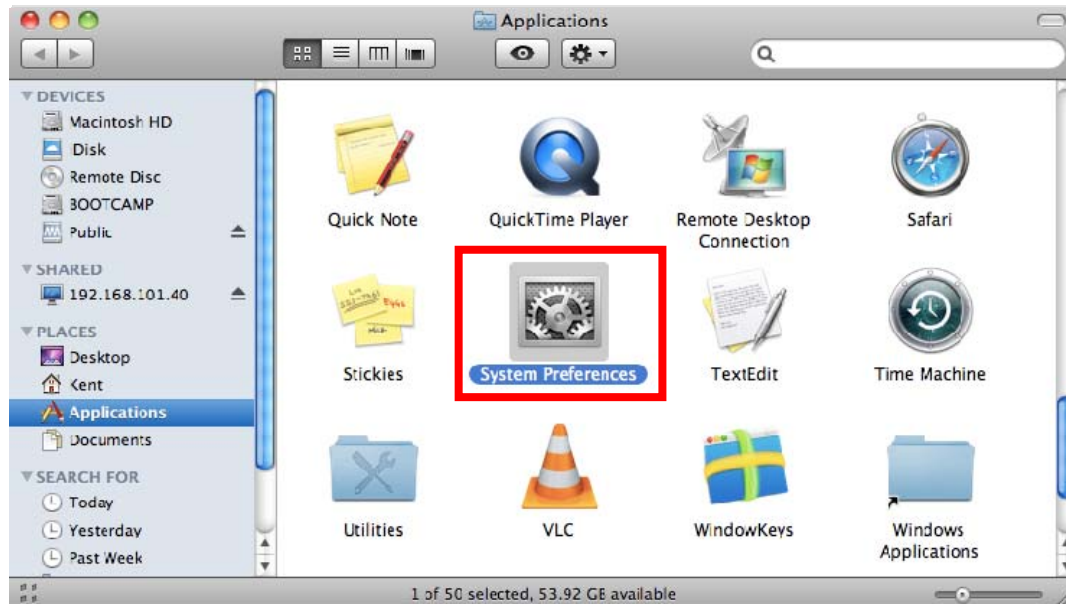 Applications
DEVICES
Macintosh HD
Disk
Remote Disc
BOOTCAMP
Public
SHARED
192.168.101.40
PLACES
Desktop
Kent
Applications
Documents
SEARCH FOR
Today
Yesterday
Past Week
Quick Note
QuickTime Player
Remote Desktop
Connection
Safari
Stickies
System Preferences
TextEdit
Time Machine
Utilities
VLC
WindowKeys
Windows
Applications
1 of 50 selected, 53.92 GB available